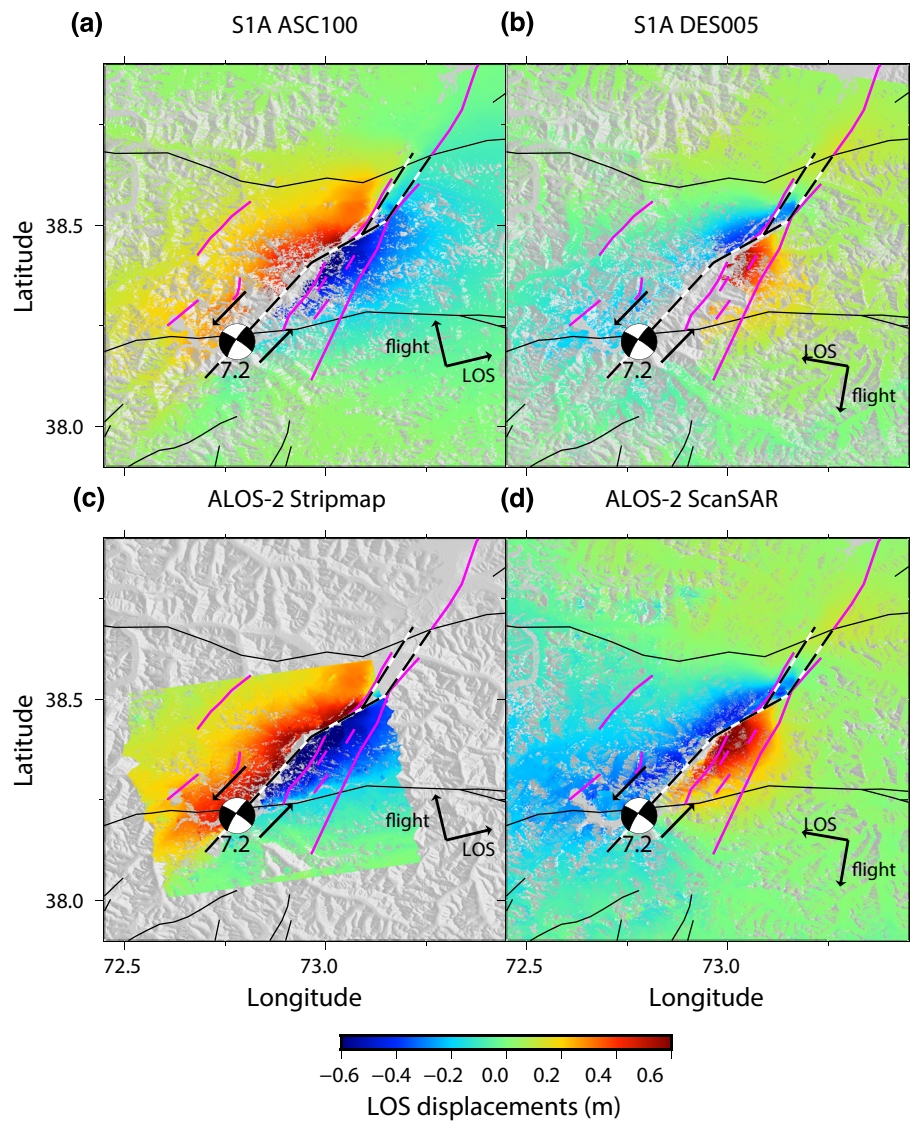 (a) S1A ASC100
(b) S1A DES005
Latitude
38.5
38.0
7.2
flight
LOS
7.2
LOS
flight
(c) ALOS-2 Stripmap
(d) ALOS-2 ScanSAR
Latitude
38.5
38.0
7.2
flight
LOS
7.2
LOS
flight
72.5 73.0
72.5 73.0
Longitude
Longitude
−0.6 −0.4 −0.2 0.0 0.2 0.4 0.6
LOS displacements (m)